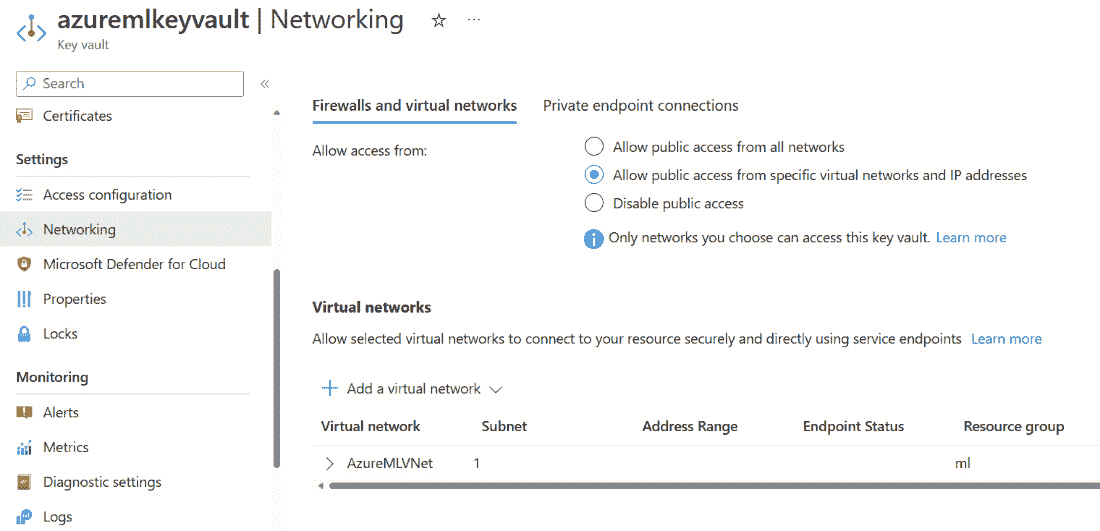 azuremlkeyvault | Networking ☆ ...
Key vault
Search «
Certificates
Settings
Access configuration
Networking
Microsoft Defender for Cloud
Properties
Locks
Monitoring
Alerts
Metrics
Diagnostic settings
Logs
Firewalls and virtual networks Private endpoint connections
Allow access from:
Allow public access from all networks
Allow public access from specific virtual networks and IP addresses
Disable public access
Only networks you choose can access this key vault. Learn more
Virtual networks
Allow selected virtual networks to connect to your resource securely and directly using service endpoints Learn more
+ Add a virtual network
Virtual network Subnet Address Range Endpoint Status Resource group
AzureMLVNet 1 ml